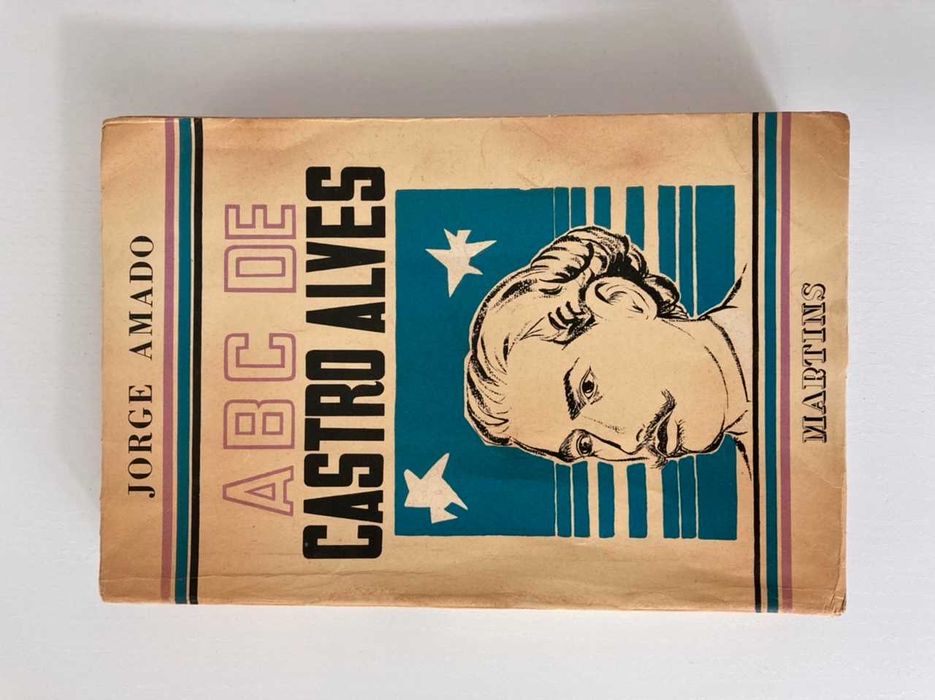 JORGE AMADO
ABC DE
CASTRO ALVES
MARTINS